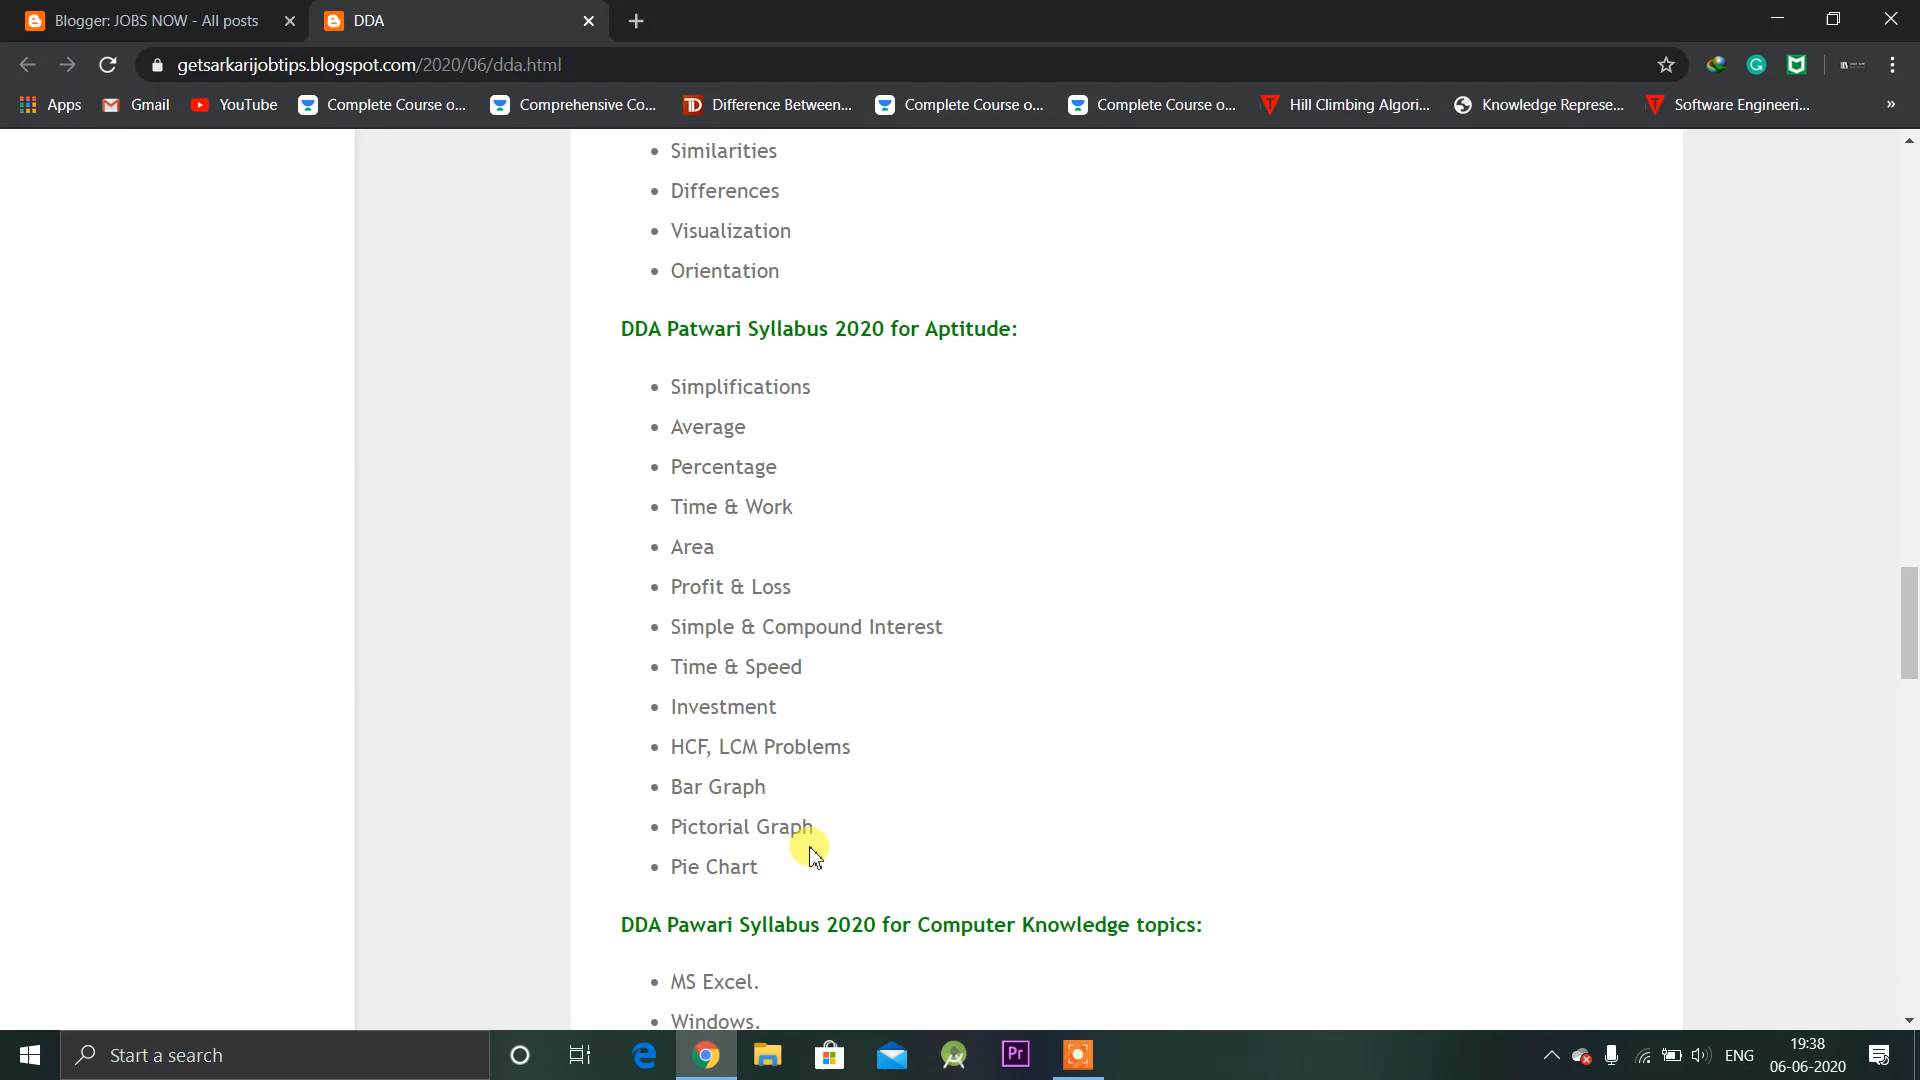 Blogger: JOBS NOW - All posts
DDA
getsarkarijobtips.blogspot.com/2020/06/dda.html
Apps
Gmail
YouTube
Complete Course o...
Comprehensive Co...
TD
Difference Between...
Complete Course o...
Complete Course o...
Hill Climbing Algori...
Knowledge Represe...
Software Engineeri...
»
• Similarities
• Differences
• Visualization
• Orientation
DDA Patwari Syllabus 2020 for Aptitude:
• Simplifications
• Average
• Percentage
• Time & Work
• Area
• Profit & Loss
• Simple & Compound Interest
• Time & Speed
• Investment
• HCF, LCM Problems
• Bar Graph
• Pictorial Graph
• Pie Chart
DDA Pawari Syllabus 2020 for Computer Knowledge topics:
• MS Excel.
• Windows.
Start a search
Pr
ENG
19:38
06-06-2020